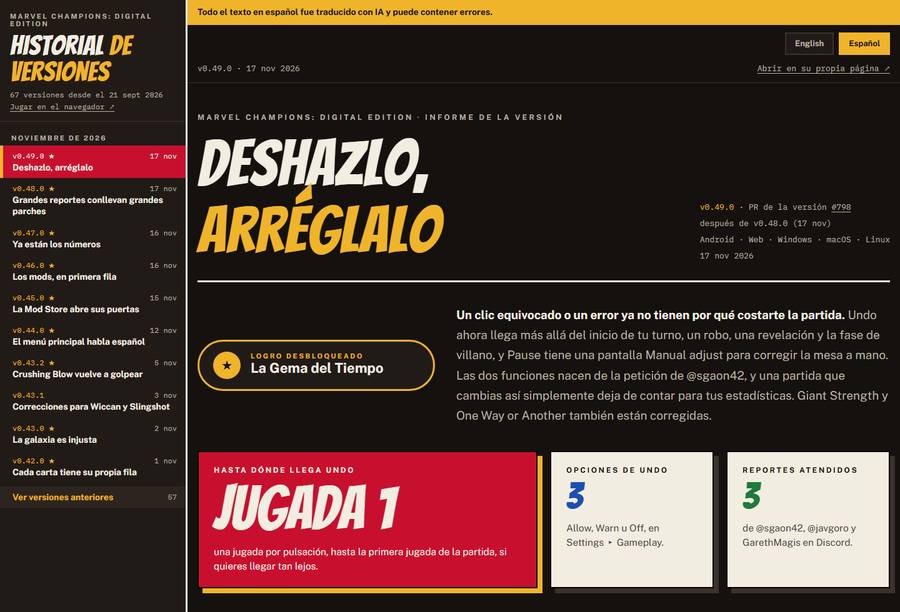 MARVEL CHAMPIONS: DIGITAL
EDITION
HISTORIAL DE
VERSIONES
67 versiones desde el 21 sept 2026
Jugar en el navegador ↗
NOVIEMBRE DE 2026
v0.49.0 ★ 17 nov
Deshazlo, arréglalo
v0.48.0 ★ 17 nov
Grandes reportes conllevan grandes
parches
v0.47.0 ★ 16 nov
Ya están los números
v0.46.0 ★ 16 nov
Los mods, en primera fila
v0.45.0 ★ 15 nov
La Mod Store abre sus puertas
v0.44.0 ★ 12 nov
El menú principal habla español
v0.43.2 ★ 5 nov
Crushing Blow vuelve a golpear
v0.43.1 3 nov
Correcciones para Wiccan y Slingshot
v0.43.0 ★ 2 nov
La galaxia es injusta
v0.42.0 ★ 1 nov
Cada carta tiene su propia fila
Ver versiones anteriores 57
Todo el texto en español fue traducido con IA y puede contener errores.
English Español
v0.49.0 · 17 nov 2026 Abrir en su propia página ↗
MARVEL CHAMPIONS: DIGITAL EDITION · INFORME DE LA VERSIÓN
DESHAZLO,
ARRÉGLALO
v0.49.0 · PR de la versión #798
después de v0.48.0 (17 nov)
Android · Web · Windows · macOS · Linux
17 nov 2026
★ LOGRO DESBLOQUEADO
La Gema del Tiempo
Un clic equivocado o un error ya no tienen por qué costarte la partida. Undo
ahora llega más allá del inicio de tu turno, un robo, una revelación y la fase de
villano, y Pause tiene una pantalla Manual adjust para corregir la mesa a mano.
Las dos funciones nacen de la petición de @sgaon42, y una partida que
cambias así simplemente deja de contar para tus estadísticas. Giant Strength y
One Way or Another también están corregidas.
HASTA DÓNDE LLEGA UNDO
JUGADA 1
una jugada por pulsación, hasta la primera jugada de la partida, si
quieres llegar tan lejos.
OPCIONES DE UNDO
3
Allow, Warn u Off, en
Settings ▸ Gameplay.
REPORTES ATENDIDOS
3
de @sgaon42, @javgoro y
GarethMagis en Discord.